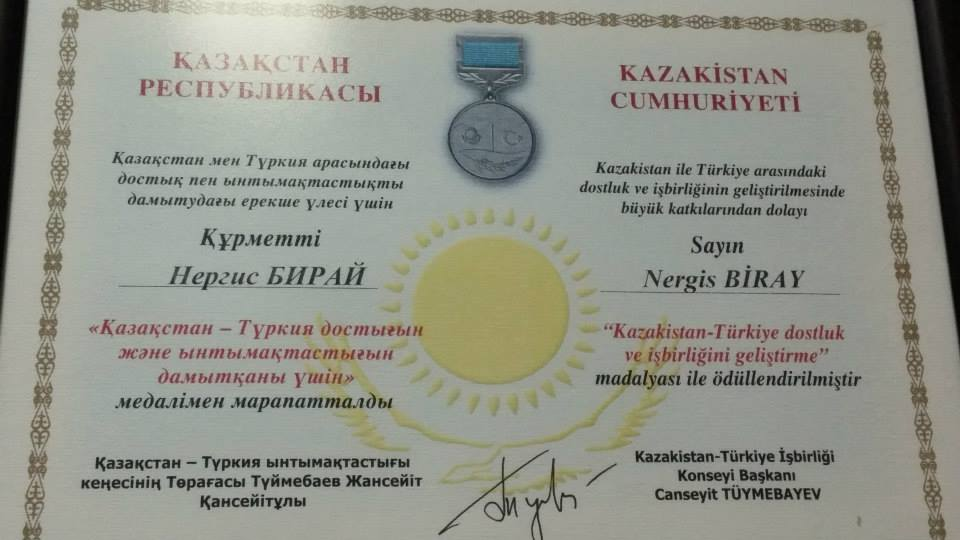 ҚАЗАҚСТАН
РЕСПУБЛИКАСЫ
Қазақстан мен Түркия арасындағы
достық пен ынтымақтастықты
дамытудағы ерекше үлесі үшін
Құрметті
Нергис БИРАЙ
«Қазақстан – Түркия достығын
және ынтымақтастығын
дамытқаны үшін»
медалімен марапатталды
Қазақстан – Түркия ынтымақтастығы
кеңесінің Төрағасы Түймебаев Жансейіт
Қансейітұлы
KAZAKİSTAN
CUMHURİYETİ
Kazakistan ile Türkiye arasındaki
dostluk ve işbirliğinin geliştirilmesinde
büyük katkılarından dolayı
Sayın
Nergis BİRAY
“Kazakistan-Türkiye dostluk
ve işbirliğini geliştirme”
madalyası ile ödüllendirilmiştir
Kazakistan-Türkiye İşbirliği
Konseyi Başkanı
Canseyit TÜYMEBAYEV